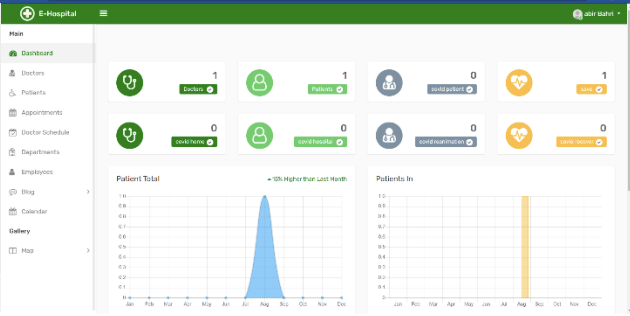 E-Hospital
abir Bahri
Main
Dashboard
Doctors
Patients
Appointments
Doctor Schedule
Departments
Employees
Blog
Calendar
Gallery
Map
1
Doctors
1
Patients
0
covid patient
1
0
covid home
0
covid hospital
0
covid reanimation
0
covid recover
Patient Total
15% Higher than Last Month
1.0
0.9
0.8
0.7
0.6
0.5
0.4
0.3
0.2
0.1
0
Jan Feb Mar Apr May Jun Jul Aug Sep Oct Nov Dec
Patients In
1.0
0.9
0.8
0.7
0.6
0.5
0.4
0.3
0.2
0.1
0
Jan Feb Mar Apr May Jun Jul Aug Sep Oct Nov Dec